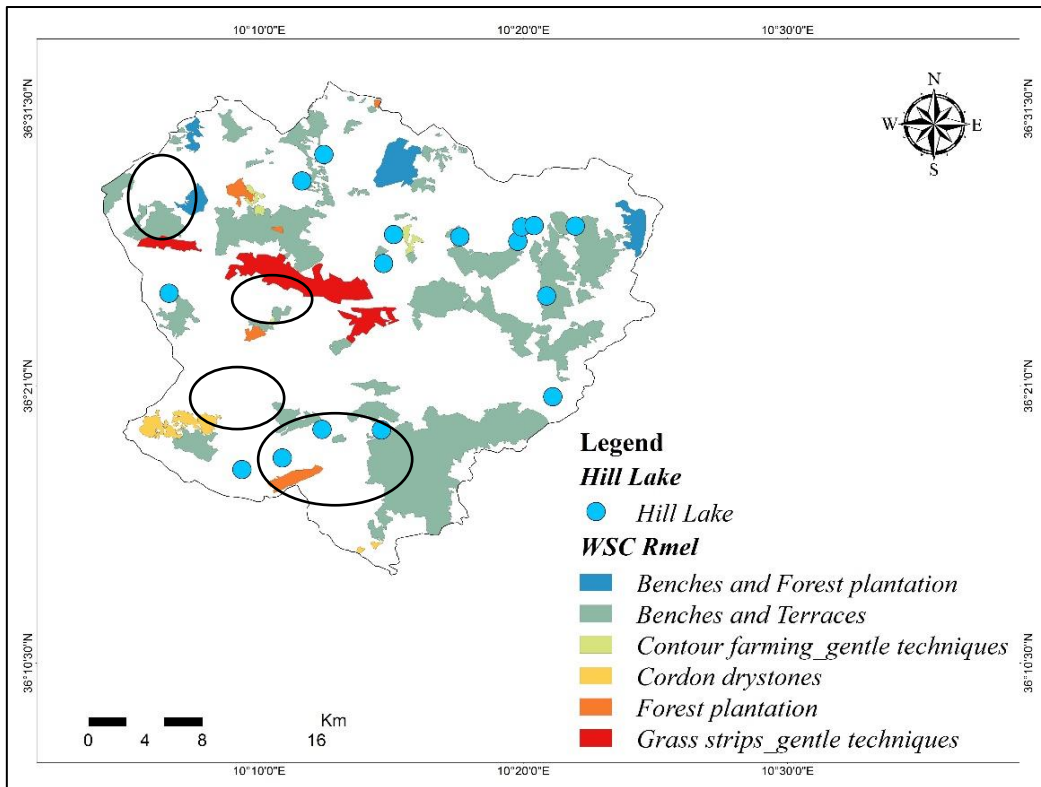 10°10'0"E 10°20'0"E 10°30'0"E
36°31'30"N 36°31'30"N
N
W E
S
36°21'0"N 36°21'0"N
Legend
Hill Lake
Hill Lake
WSC Rmel
Benches and Forest plantation
Benches and Terraces
Contour farming_gentle techniques
Cordon drystones
Forest plantation
Grass strips_gentle techniques
36°10'30"N 36°10'30"N
Km
0 4 8 16
10°10'0"E 10°20'0"E 10°30'0"E